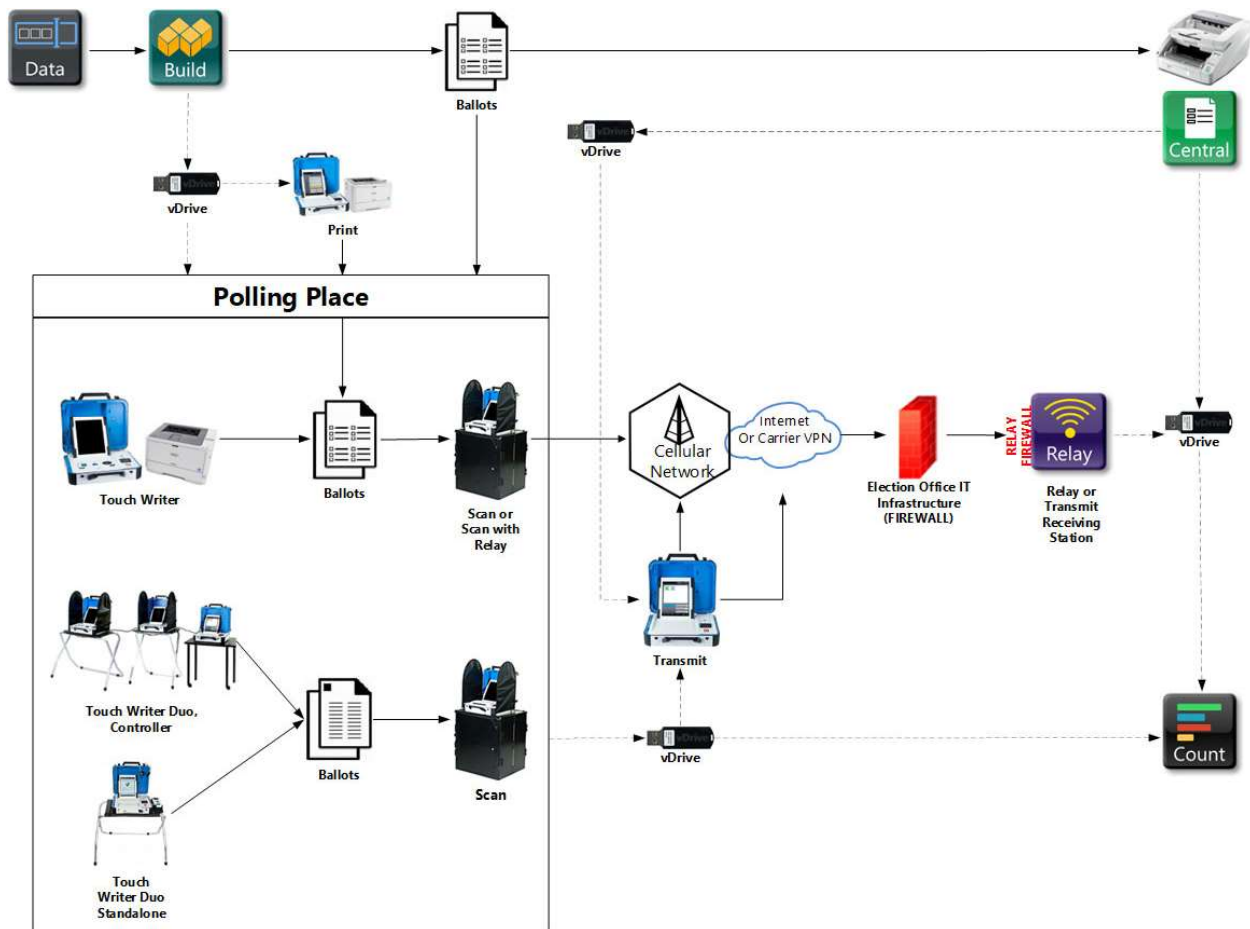 Data
Build
Ballots
Central
vDrive
vDrive
Print
Polling Place
Touch Writer
Ballots
Scan or
Scan with
Relay
Cellular
Network
Internet
Or Carrier VPN
Election Office IT
Infrastructure
(FIREWALL)
RELAY
FIREWALL
Relay
Relay or
Transmit
Receiving
Station
vDrive
Transmit
Touch Writer Duo,
Controller
Ballots
Scan
vDrive
Count
Touch
Writer Duo
Standalone